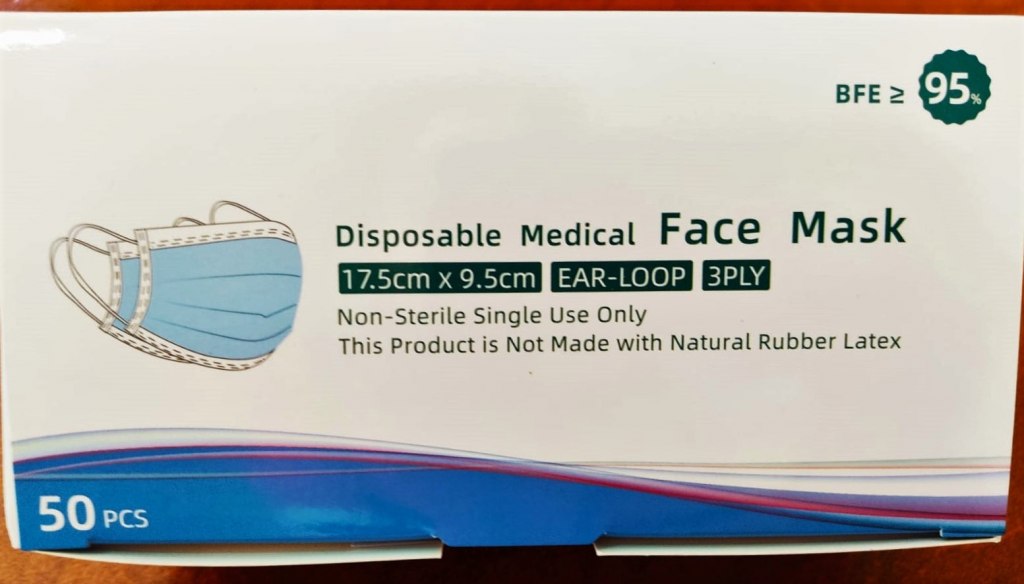 BFE ≥ 95%
Disposable Medical Face Mask
17.5cm x 9.5cm EAR-LOOP 3PLY
Non-Sterile Single Use Only
This Product is Not Made with Natural Rubber Latex
50 PCS